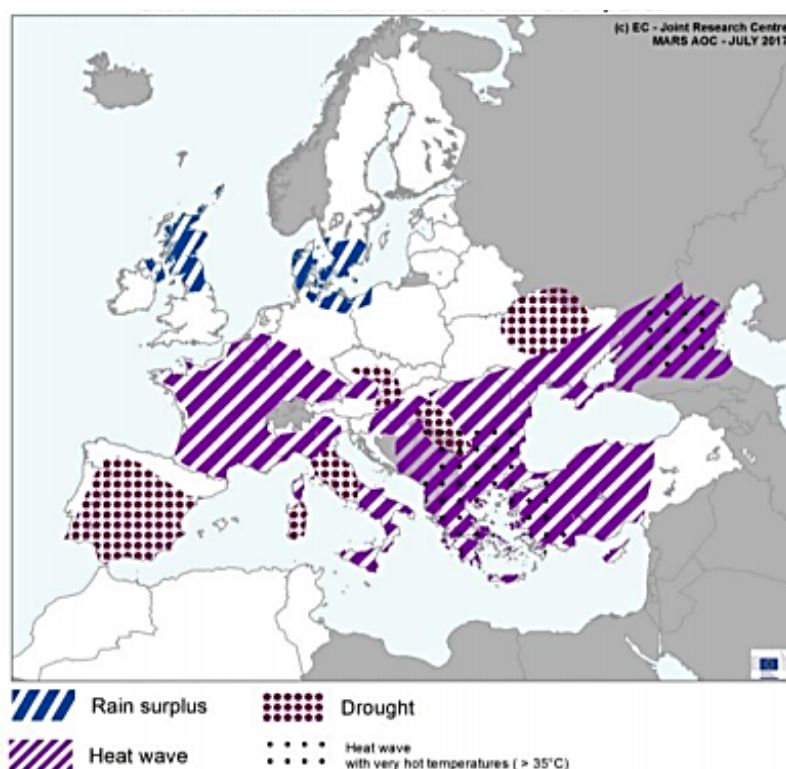 (c) EC - Joint Research Centre
MARS AOC - JULY 2017
Rain surplus
Drought
Heat wave
Heat wave
with very hot temperatures ( > 35°C)